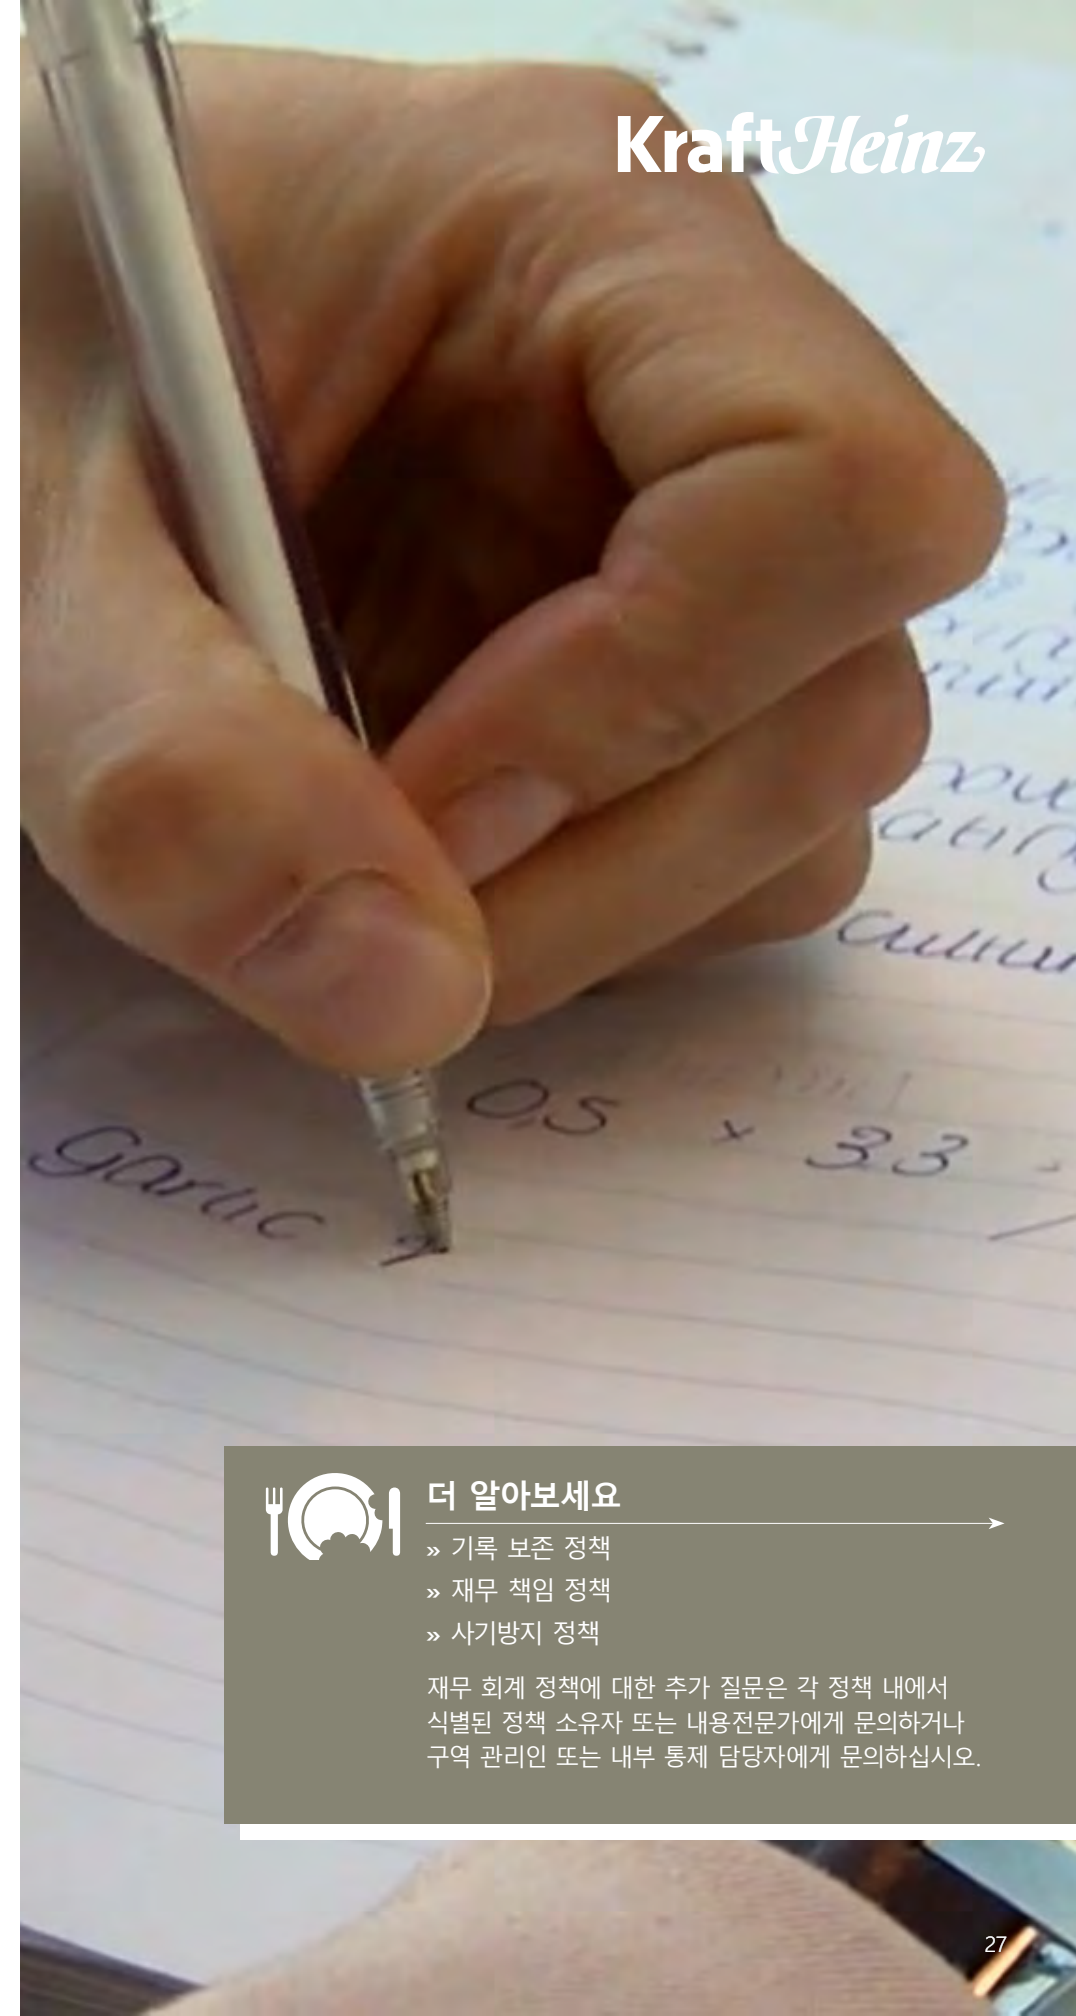 KraftHeinz
0,5 × 3.3
garlic
더 알아보세요
» 기록 보존 정책
» 재무 책임 정책
» 사기방지 정책
재무 회계 정책에 대한 추가 질문은 각 정책 내에서
식별된 정책 소유자 또는 내용전문가에게 문의하거나
구역 관리인 또는 내부 통제 담당자에게 문의하십시오.
27